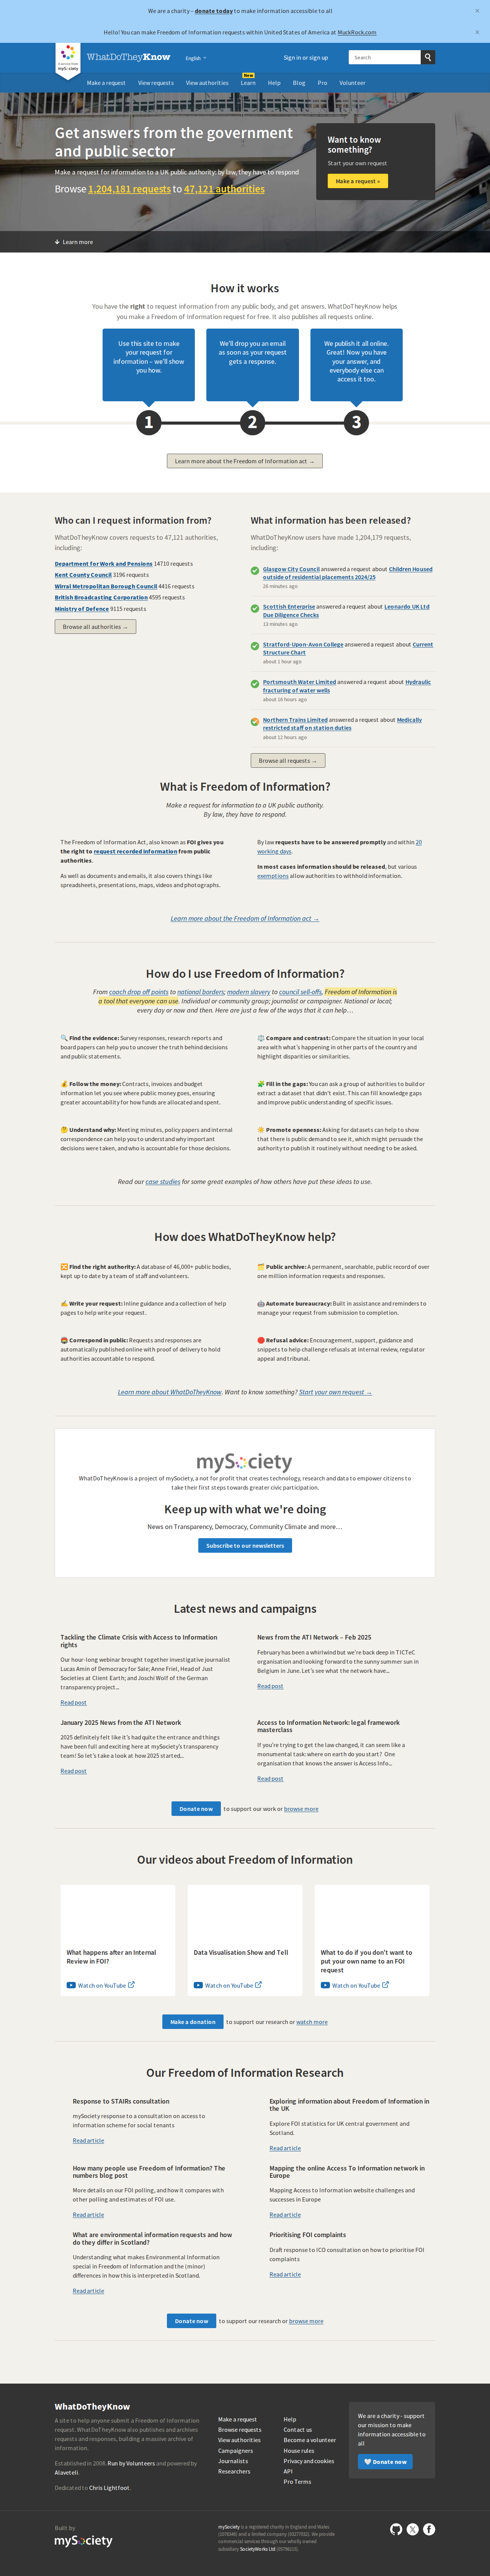 We are a charity – donate today to make information accessible to all
×
Hello! You can make Freedom of Information requests within United States of America at MuckRock.com
×
a service from
mySociety
WhatDoTheyKnow
English
Sign in or sign up
Search
Make a request
View requests
View authorities
New
Learn
Help
Blog
Pro
Volunteer
Get answers from the government
and public sector
Make a request for information to a UK public authority: by law, they have to respond
Browse 1,204,181 requests to 47,121 authorities
Want to know
something?
Start your own request
Make a request »
Learn more
How it works
You have the right to request information from any public body, and get answers. WhatDoTheyKnow helps
you make a Freedom of Information request for free. It also publishes all requests online.
Use this site to make
your request for
information – we'll show
you how.
We'll drop you an email
as soon as your request
gets a response.
We publish it all online.
Great! Now you have
your answer, and
everybody else can
access it too.
1
2
3
Learn more about the Freedom of Information act →
Who can I request information from?
WhatDoTheyKnow covers requests to 47,121 authorities,
including:
Department for Work and Pensions 14710 requests
Kent County Council 3196 requests
Wirral Metropolitan Borough Council 4416 requests
British Broadcasting Corporation 4595 requests
Ministry of Defence 9115 requests
Browse all authorities →
What information has been released?
WhatDoTheyKnow users have made 1,204,179 requests,
including:
Glasgow City Council answered a request about Children Housed
outside of residential placements 2024/25
26 minutes ago
Scottish Enterprise answered a request about Leonardo UK Ltd
Due Diligence Checks
13 minutes ago
Stratford-Upon-Avon College answered a request about Current
Structure Chart
about 1 hour ago
Portsmouth Water Limited answered a request about Hydraulic
fracturing of water wells
about 16 hours ago
Northern Trains Limited answered a request about Medically
restricted staff on station duties
about 12 hours ago
Browse all requests →
What is Freedom of Information?
Make a request for information to a UK public authority.
By law, they have to respond.
The Freedom of Information Act, also known as FOI gives you
the right to request recorded information from public
authorities.
As well as documents and emails, it also covers things like
spreadsheets, presentations, maps, videos and photographs.
By law requests have to be answered promptly and within 20
working days.
In most cases information should be released, but various
exemptions allow authorities to withhold information.
Learn more about the Freedom of Information act →
How do I use Freedom of Information?
From coach drop off points to national borders; modern slavery to council sell-offs, Freedom of Information is
a tool that everyone can use. Individual or community group; journalist or campaigner. National or local;
every day or now and then. Here are just a few of the ways that it can help…
🔍 Find the evidence: Survey responses, research reports and
board papers can help you to uncover the truth behind decisions
and public statements.
⚖️ Compare and contrast: Compare the situation in your local
area with what's happening in other parts of the country and
highlight disparities or similarities.
💰 Follow the money: Contracts, invoices and budget
information let you see where public money goes, ensuring
greater accountability for how funds are allocated and spent.
🧩 Fill in the gaps: You can ask a group of authorities to build or
extract a dataset that didn't exist. This can fill knowledge gaps
and improve public understanding of specific issues.
🤔 Understand why: Meeting minutes, policy papers and internal
correspondence can help you to understand why important
decisions were taken, and who is accountable for those decisions.
☀️ Promote openness: Asking for datasets can help to show
that there is public demand to see it, which might persuade the
authority to publish it routinely without needing to be asked.
Read our case studies for some great examples of how others have put these ideas to use.
How does WhatDoTheyKnow help?
🔀 Find the right authority: A database of 46,000+ public bodies,
kept up to date by a team of staff and volunteers.
🗂️ Public archive: A permanent, searchable, public record of over
one million information requests and responses.
✍️ Write your request: Inline guidance and a collection of help
pages to help write your request.
🤖 Automate bureaucracy: Built in assistance and reminders to
manage your request from submission to completion.
📮 Correspond in public: Requests and responses are
automatically published online with proof of delivery to hold
authorities accountable to respond.
🛑 Refusal advice: Encouragement, support, guidance and
snippets to help challenge refusals at internal review, regulator
appeal and tribunal.
Learn more about WhatDoTheyKnow. Want to know something? Start your own request →
mySociety
WhatDoTheyKnow is a project of mySociety, a not for profit that creates technology, research and data to empower citizens to
take their first steps towards greater civic participation.
Keep up with what we're doing
News on Transparency, Democracy, Community Climate and more…
Subscribe to our newsletters
Latest news and campaigns
Tackling the Climate Crisis with Access to Information
rights
Our hour-long webinar brought together investigative journalist
Lucas Amin of Democracy for Sale; Anne Friel, Head of Just
Societies at Client Earth; and Joschi Wolf of the German
transparency project...
Read post
News from the ATI Network – Feb 2025
February has been a whirlwind but we're back deep in TICTeC
organisation and looking forward to the sunny summer sun in
Belgium in June. Let's see what the network have...
Read post
January 2025 News from the ATI Network
2025 definitely felt like it's had quite the entrance and things
have been full and exciting here at mySociety's transparency
team! So let's take a look at how 2025 started...
Read post
Access to Information Network: legal framework
masterclass
If you're trying to get the law changed, it can seem like a
monumental task: where on earth do you start? One
organisation that knows the answer is Access Info...
Read post
Donate now to support our work or browse more
Our videos about Freedom of Information
What happens after an Internal
Review in FOI?
Watch on YouTube
Data Visualisation Show and Tell
Watch on YouTube
What to do if you don't want to
put your own name to an FOI
request
Watch on YouTube
Make a donation to support our research or watch more
Our Freedom of Information Research
Response to STAIRs consultation
mySociety response to a consultation on access to
information scheme for social tenants
Read article
Exploring information about Freedom of Information in
the UK
Explore FOI statistics for UK central government and
Scotland.
Read article
How many people use Freedom of Information? The
numbers blog post
More details on our FOI polling, and how it compares with
other polling and estimates of FOI use.
Read article
Mapping the online Access To Information network in
Europe
Mapping Access to Information website challenges and
successes in Europe
Read article
What are environmental information requests and how
do they differ in Scotland?
Understanding what makes Environmental Information
special in Freedom of Information and the (minor)
differences in how this is interpreted in Scotland.
Read article
Prioritising FOI complaints
Draft response to ICO consultation on how to prioritise FOI
complaints
Read article
Donate now to support our research or browse more
WhatDoTheyKnow
A site to help anyone submit a Freedom of Information
request. WhatDoTheyKnow also publishes and archives
requests and responses, building a massive archive of
information.
Established in 2008. Run by Volunteers and powered by
Alaveteli.
Dedicated to Chris Lightfoot.
Make a request
Browse requests
View authorities
Campaigners
Journalists
Researchers
Help
Contact us
Become a volunteer
House rules
Privacy and cookies
API
Pro Terms
We are a charity - support
our mission to make
information accessible to
all
🤍 Donate now
Built by
mySociety
mySociety is a registered charity in England and Wales
(1076346) and a limited company (03277032). We provide
commercial services through our wholly owned
subsidiary SocietyWorks Ltd (05798215).